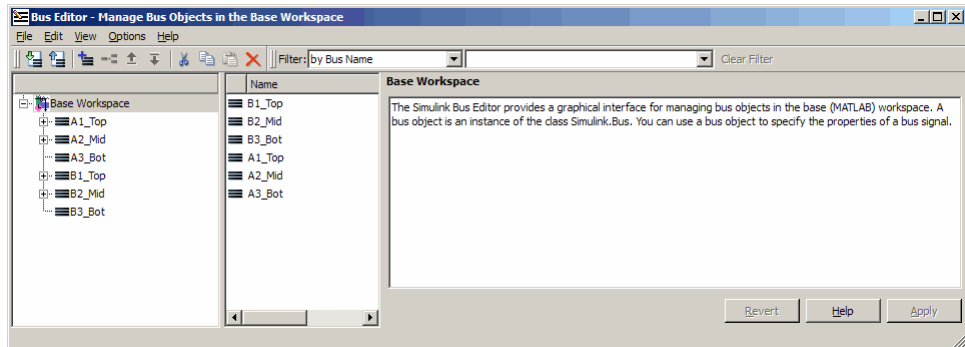 Bus Editor - Manage Bus Objects in the Base Workspace
File Edit View Options Help
Filter: by Bus Name Clear Filter
Base Workspace
A1_Top
A2_Mid
A3_Bot
B1_Top
B2_Mid
B3_Bot
Name
B1_Top
B2_Mid
B3_Bot
A1_Top
A2_Mid
A3_Bot
Base Workspace
The Simulink Bus Editor provides a graphical interface for managing bus objects in the base (MATLAB) workspace. A
bus object is an instance of the class Simulink.Bus. You can use a bus object to specify the properties of a bus signal.
Revert Help Apply